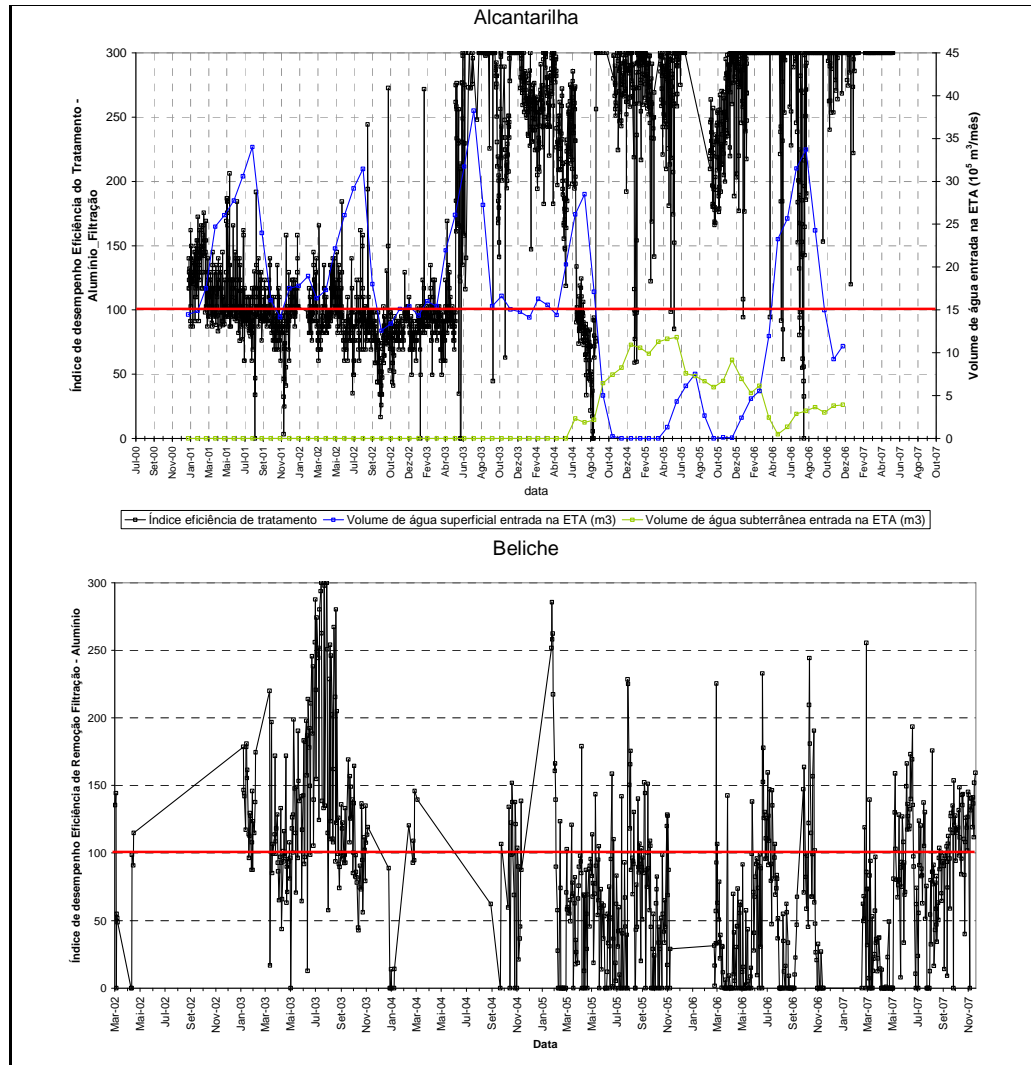 Alcantarilha
Índice de desempenho Eficiência do Tratamento -
Alumínio_Filtração
300
250
200
150
100
50
0
45
40
35
30
25
20
15
10
5
0
Volume de água entrada na ETA (10⁵ m³/mês)
Jul-00 Set-00 Nov-00 Jan-01 Mar-01 Mai-01 Jul-01 Set-01 Nov-01 Jan-02 Mar-02 Mai-02 Jul-02 Set-02 Out-02 Dez-02 Fev-03 Abr-03 Jun-03 Ago-03 Out-03 Dez-03 Fev-04 Abr-04 Jun-04 Ago-04 Out-04 Dez-04 Fev-05 Abr-05 Jun-05 Ago-05 Out-05 Dez-05 Fev-06 Abr-06 Jun-06 Ago-06 Out-06 Dez-06 Fev-07 Abr-07 Jun-07 Ago-07 Out-07
data
Índice eficiência de tratamento Volume de água superficial entrada na ETA (m3) Volume de água subterrânea entrada na ETA (m3)
Beliche
Índice de desempenho Eficiência de Remoção Filtração - Alumínio
300
250
200
150
100
50
0
Mar-02 Mai-02 Jul-02 Set-02 Nov-02 Jan-03 Mar-03 Mai-03 Jul-03 Set-03 Nov-03 Jan-04 Mar-04 Mai-04 Jul-04 Set-04 Nov-04 Jan-05 Mar-05 Mai-05 Jul-05 Set-05 Nov-05 Jan-06 Mar-06 Mai-06 Jul-06 Set-06 Nov-06 Jan-07 Mar-07 Mai-07 Jul-07 Set-07 Nov-07
Data